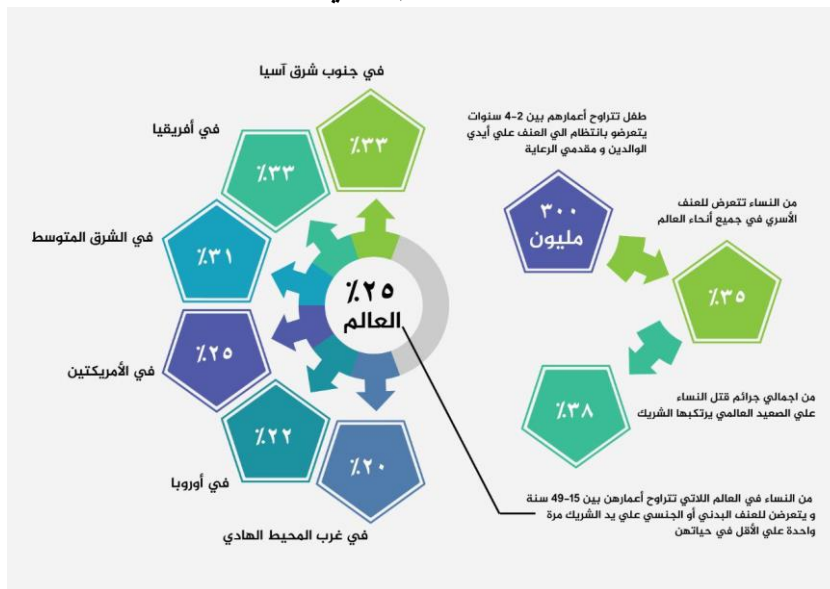 في جنوب شرق آسيا
٪٣٣
في أفريقيا
٪٣٣
في الشرق المتوسط
٪٣١
في الأمريكتين
٪٢٥
في أوروبا
٪٢٢
في غرب المحيط الهادي
٪٢٠
٪٢٥
العالم
طفل تتراوح أعمارهم بين 2-4 سنوات
يتعرضو بانتظام الي العنف علي أيدي
الوالدين و مقدمي الرعاية
٣٠٠
مليون
من النساء تتعرض للعنف
الأسري في جميع أنحاء العالم
٪٣٥
من اجمالي جرائم قتل النساء
علي الصعيد العالمي يرتكبها الشريك
٪٣٨
من النساء في العالم اللاتي تتراوح أعمارهن بين 15-49 سنة
و يتعرضن للعنف البدني أو الجنسي علي يد الشريك مرة
واحدة علي الأقل في حياتهن